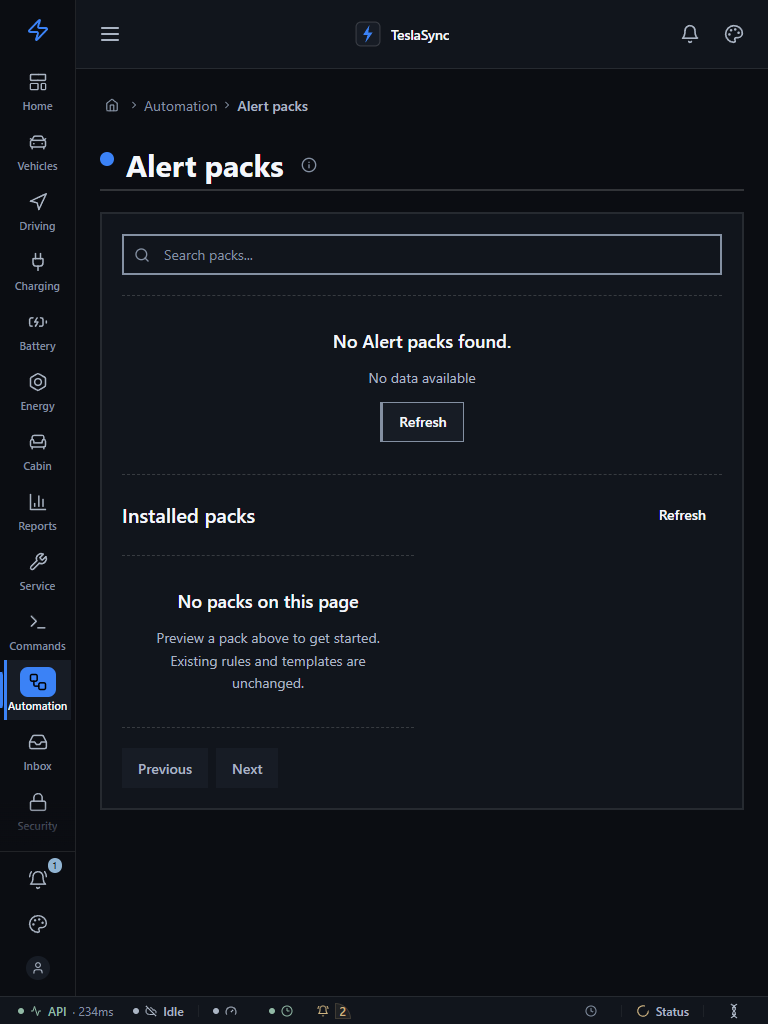 TeslaSync
Home
Vehicles
Driving
Charging
Battery
Energy
Cabin
Reports
Service
Commands
Automation
Inbox
Security
1
Automation
Alert packs
Alert packs
Search packs...
No Alert packs found.
No data available
Refresh
Installed packs
Refresh
No packs on this page
Preview a pack above to get started.
Existing rules and templates are
unchanged.
Previous
Next
API · 234ms
Idle
2
Status